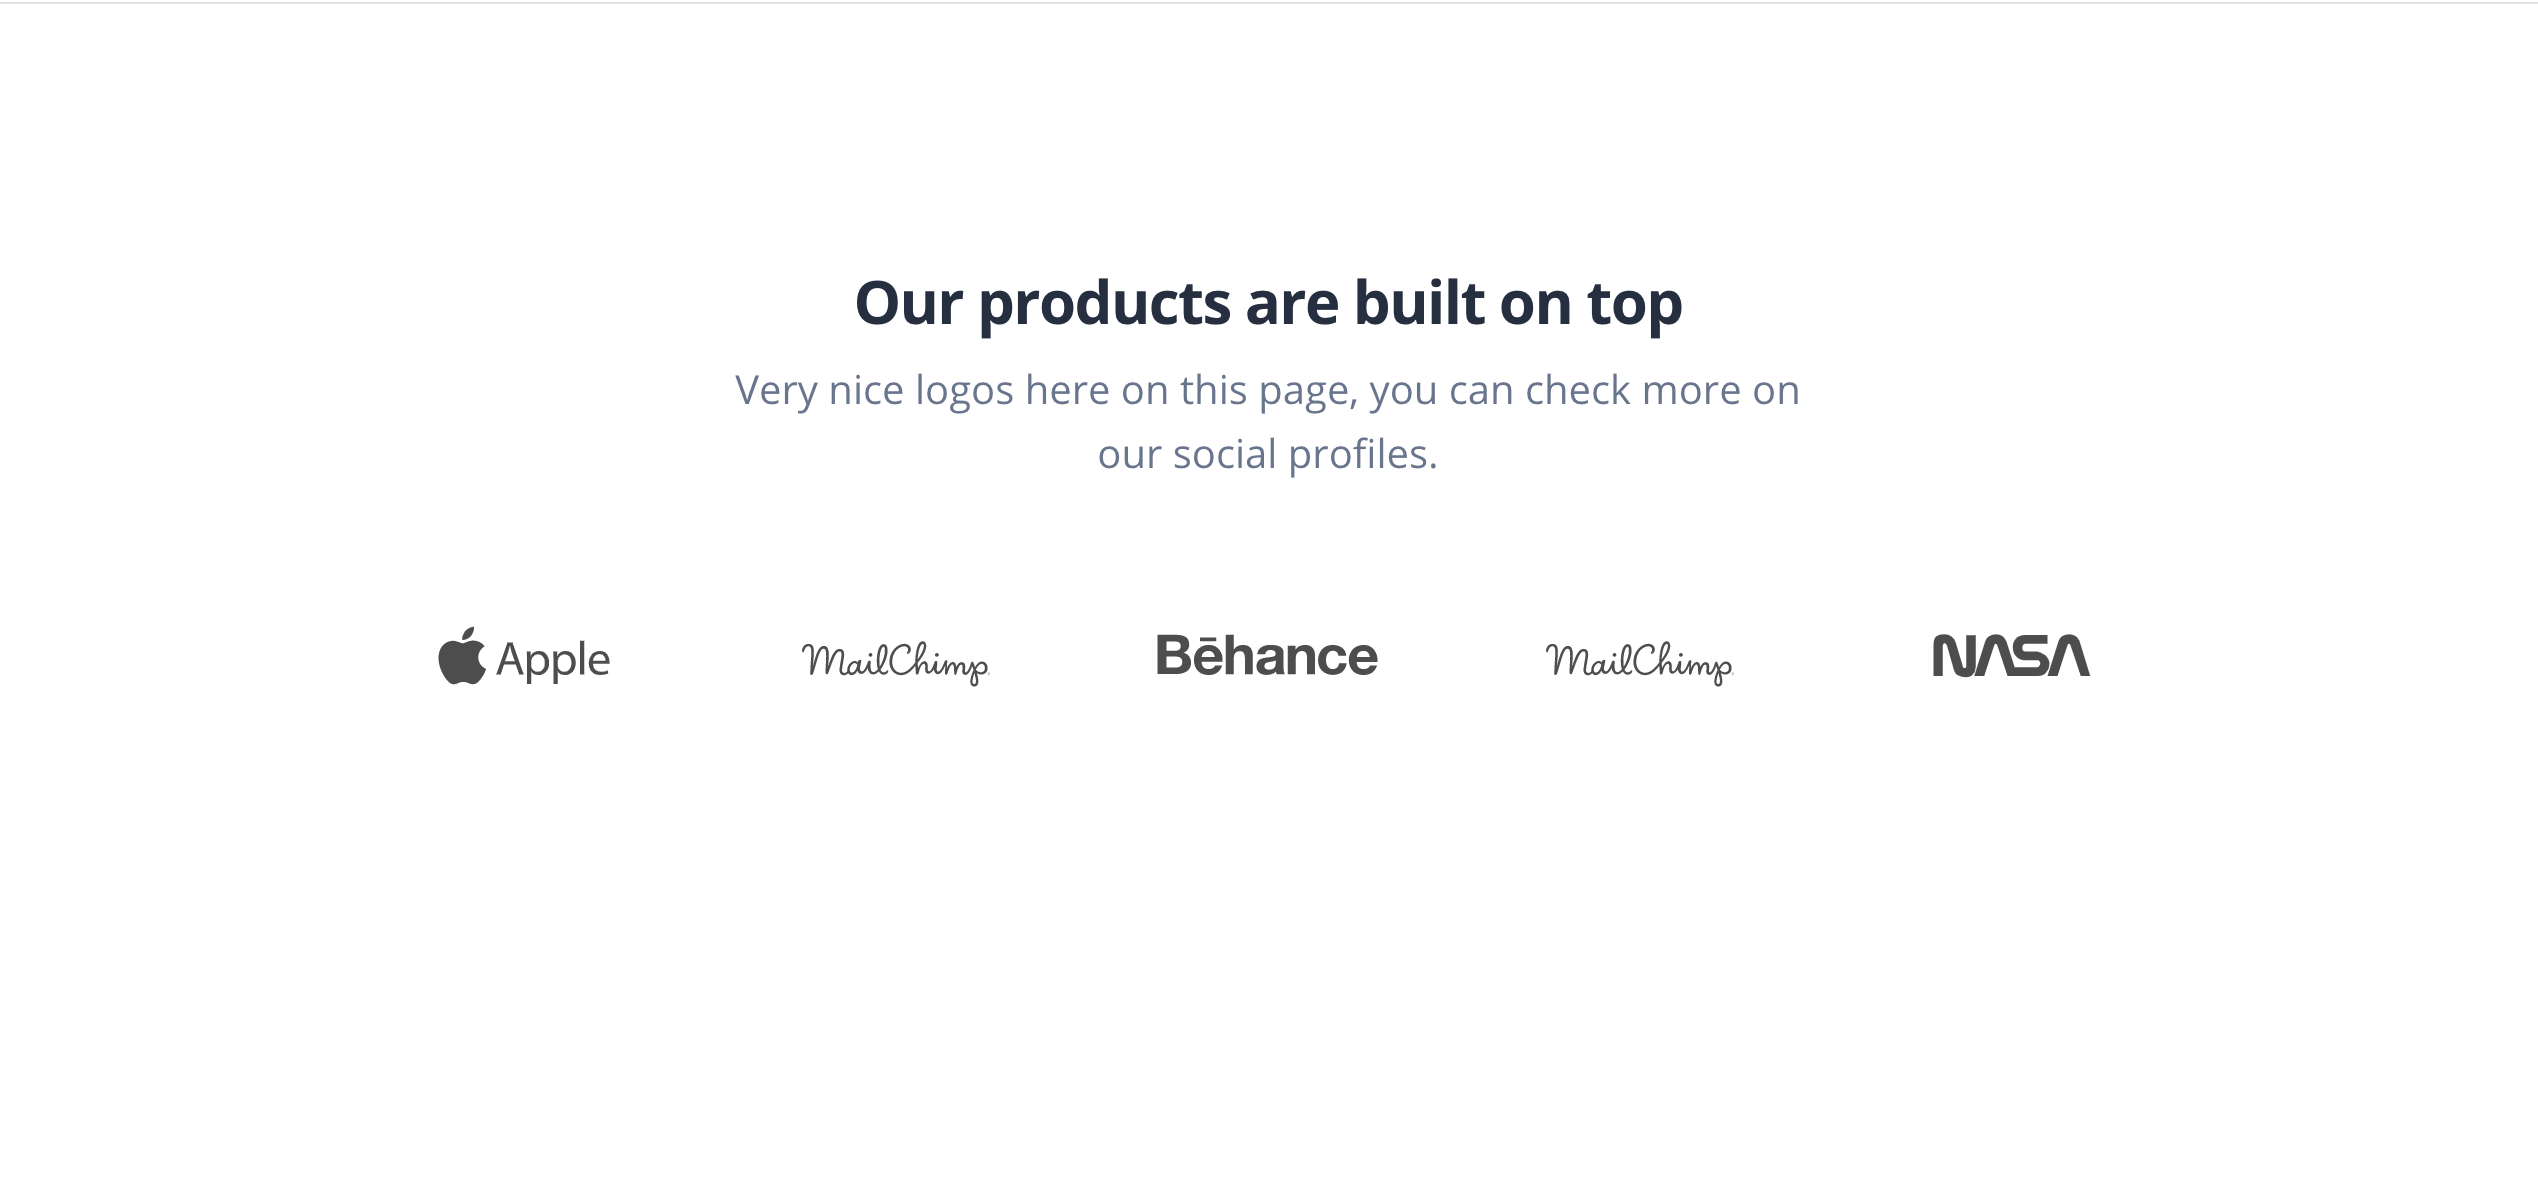 Our products are built on top
Very nice logos here on this page, you can check more on
our social profiles.
Apple MailChimp Bēhance MailChimp NASA